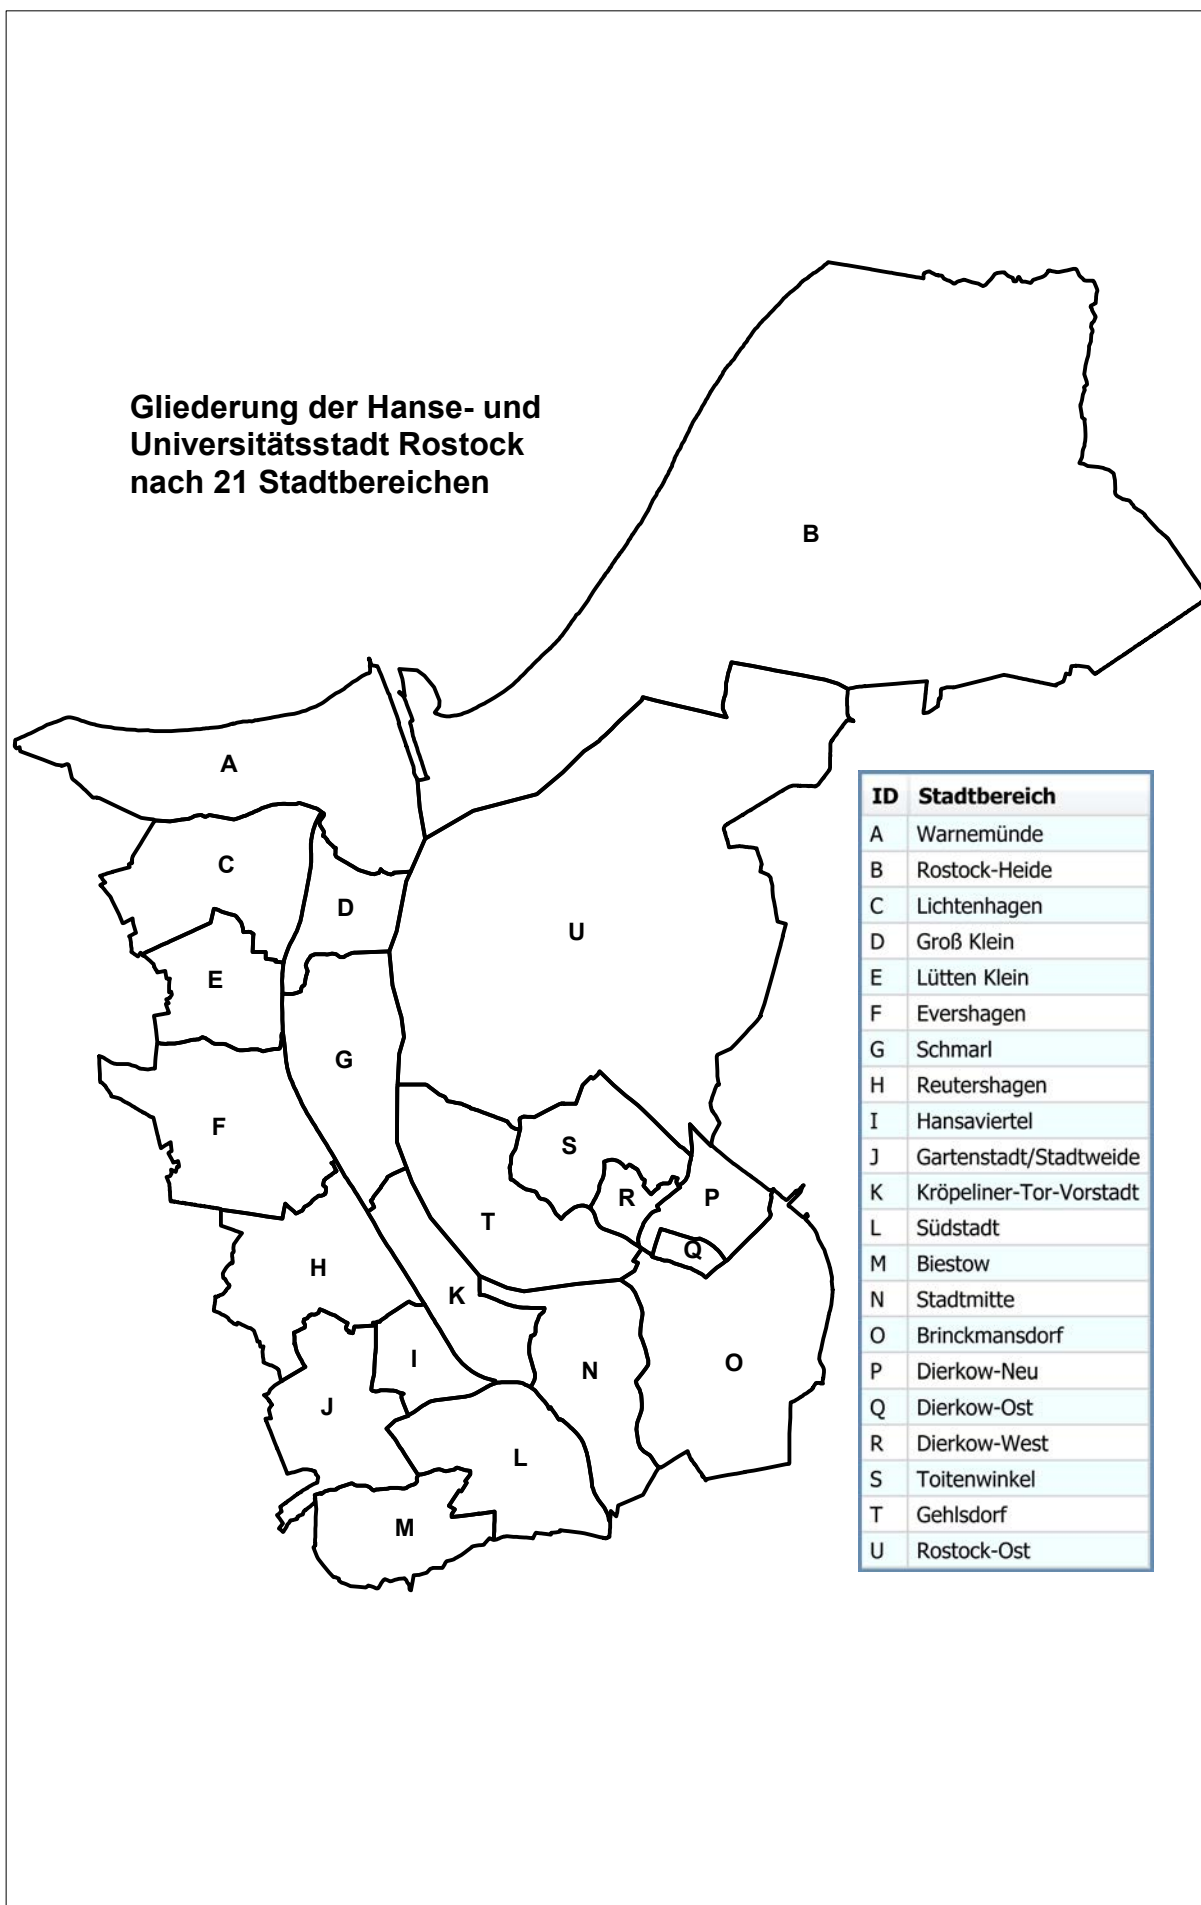 Gliederung der Hanse- und
Universitätsstadt Rostock
nach 21 Stadtbereichen
B
A
C
D
U
E
G
F
S
R
P
T
Q
H
K
I
N
O
J
L
M
ID Stadtbereich
A Warnemünde
B Rostock-Heide
C Lichtenhagen
D Groß Klein
E Lütten Klein
F Evershagen
G Schmarl
H Reutershagen
I Hansaviertel
J Gartenstadt/Stadtweide
K Kröpeliner-Tor-Vorstadt
L Südstadt
M Biestow
N Stadtmitte
O Brinckmansdorf
P Dierkow-Neu
Q Dierkow-Ost
R Dierkow-West
S Toitenwinkel
T Gehlsdorf
U Rostock-Ost